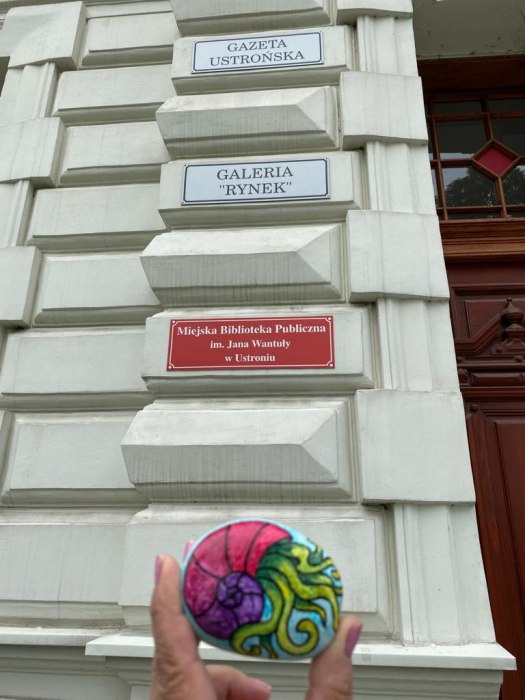 GAZETA
USTROŃSKA
GALERIA
"RYNEK"
Miejska Biblioteka Publiczna
im. Jana Wantuły
w Ustroniu